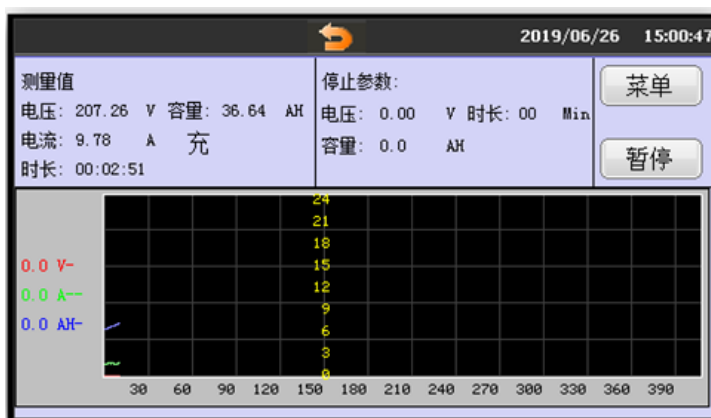 2019/06/26 15:00:47
测量值
电压: 207.26 V 容量: 36.64 AH
电流: 9.78 A 充
时长: 00:02:51
停止参数:
电压: 0.00 V 时长: 00 Min
容量: 0.0 AH
菜单
暂停
0.0 V-
0.0 A--
0.0 AH-
24
21
18
15
12
9
6
3
0
30 60 90 120 150 180 210 240 270 300 330 360 390